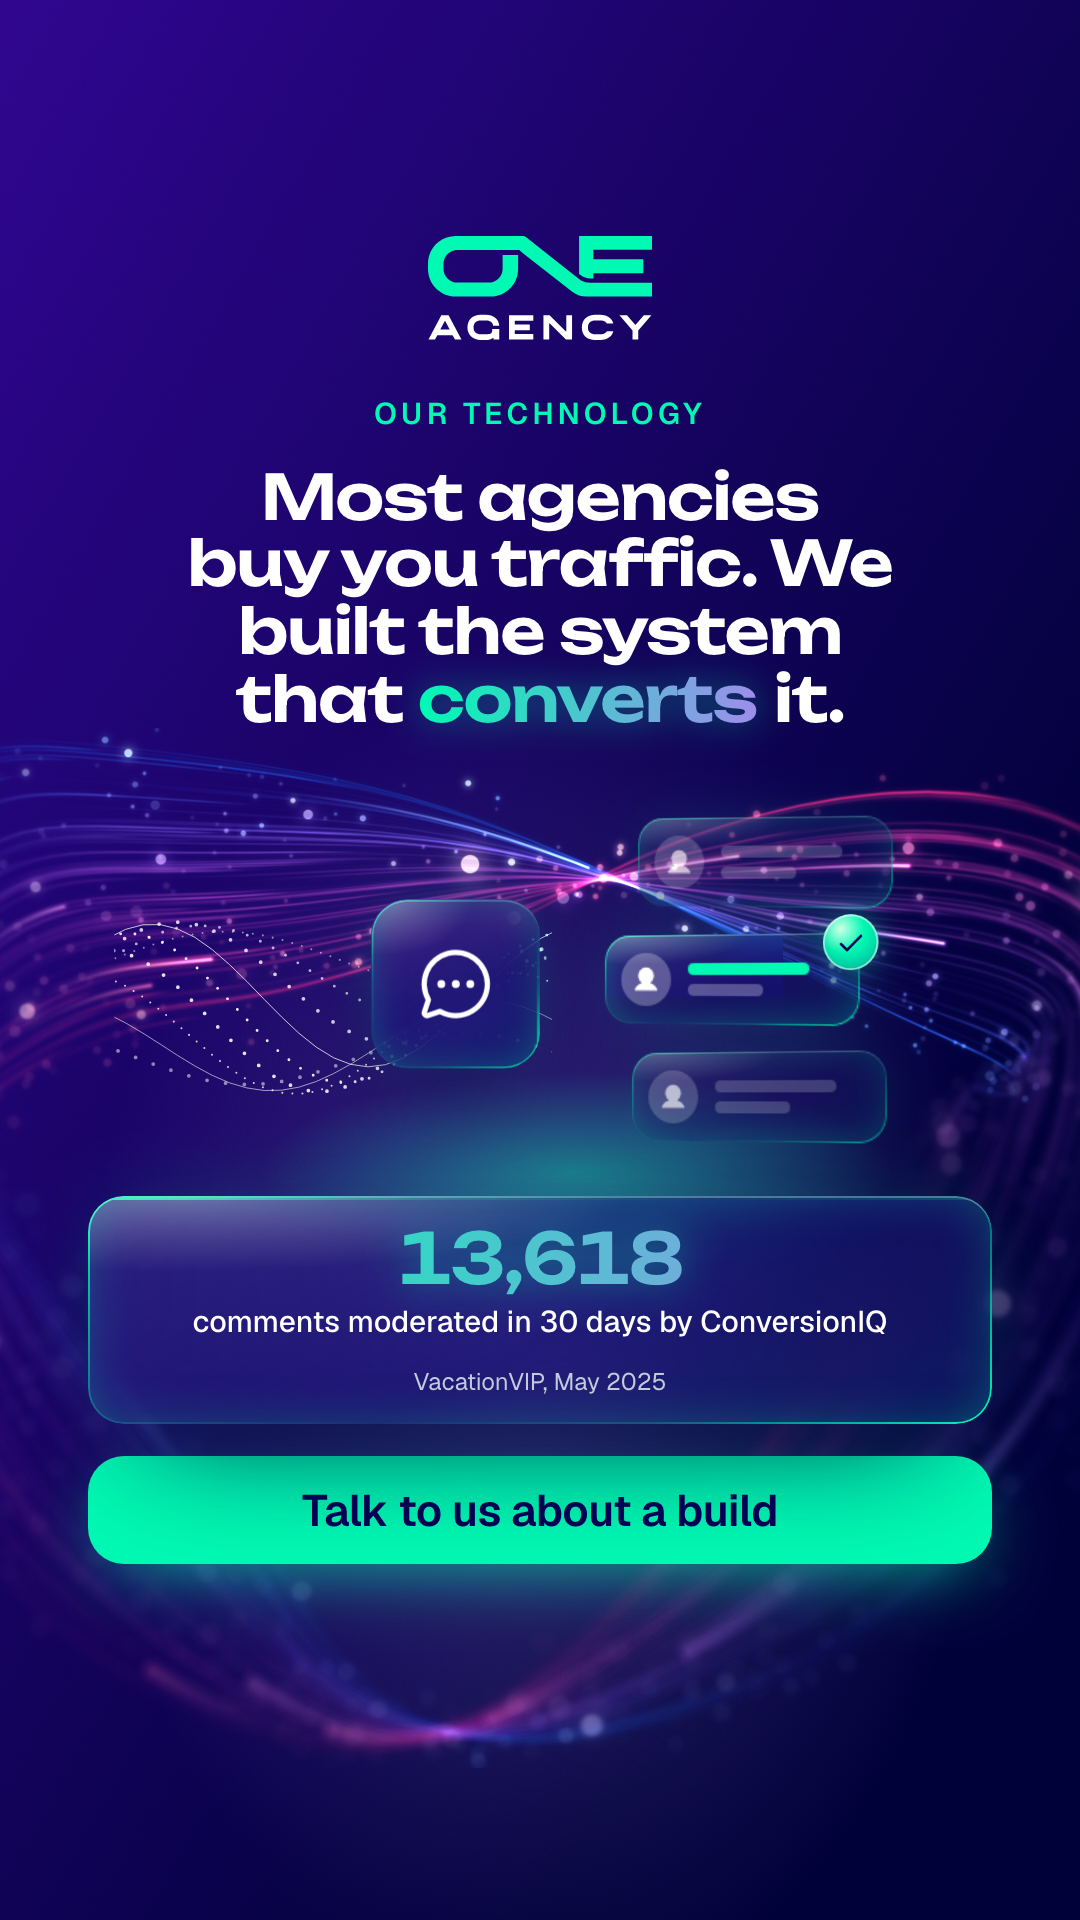 ONE
AGENCY
OUR TECHNOLOGY
Most agencies
buy you traffic. We
built the system
that converts it.
13,618
comments moderated in 30 days by ConversionIQ
VacationVIP, May 2025
Talk to us about a build